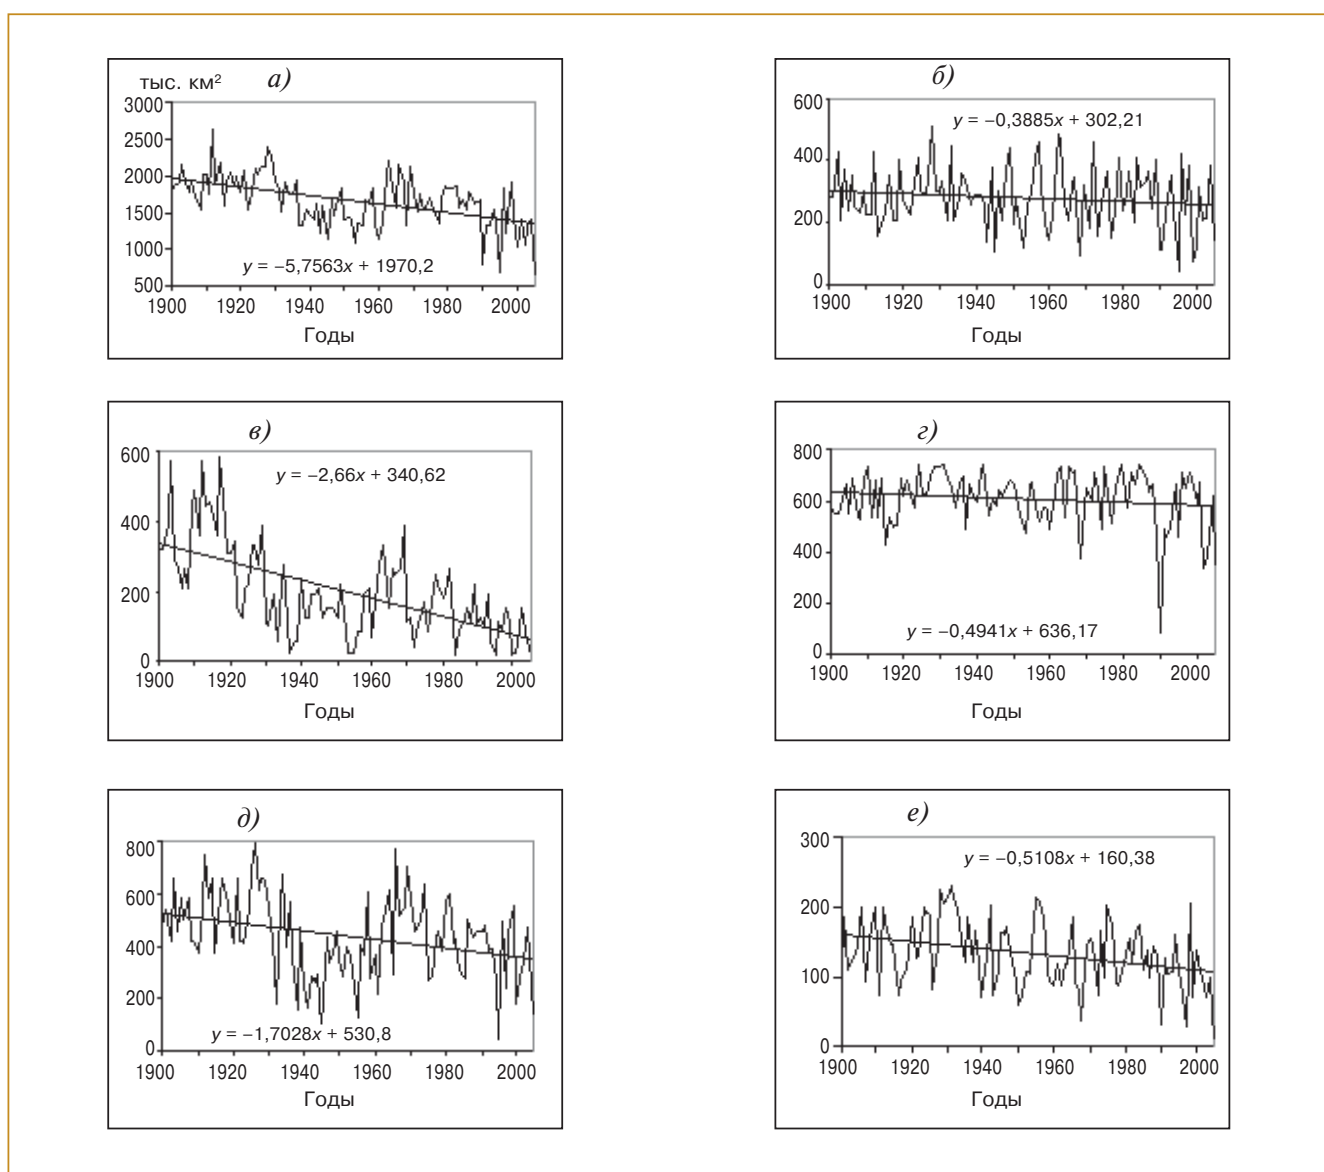 тыс. км²
а)
3000
2500
2000
1500
1000
500
1900 1920 1940 1960 1980 2000
y = −5,7563x + 1970,2
Годы
б)
600
400
200
0
1900 1920 1940 1960 1980 2000
y = −0,3885x + 302,21
Годы
в)
600
400
200
0
1900 1920 1940 1960 1980 2000
y = −2,66x + 340,62
Годы
г)
800
600
400
200
0
1900 1920 1940 1960 1980 2000
y = −0,4941x + 636,17
Годы
д)
800
600
400
200
0
1900 1920 1940 1960 1980 2000
y = −1,7028x + 530,8
Годы
е)
300
200
100
0
1900 1920 1940 1960 1980 2000
y = −0,5108x + 160,38
Годы